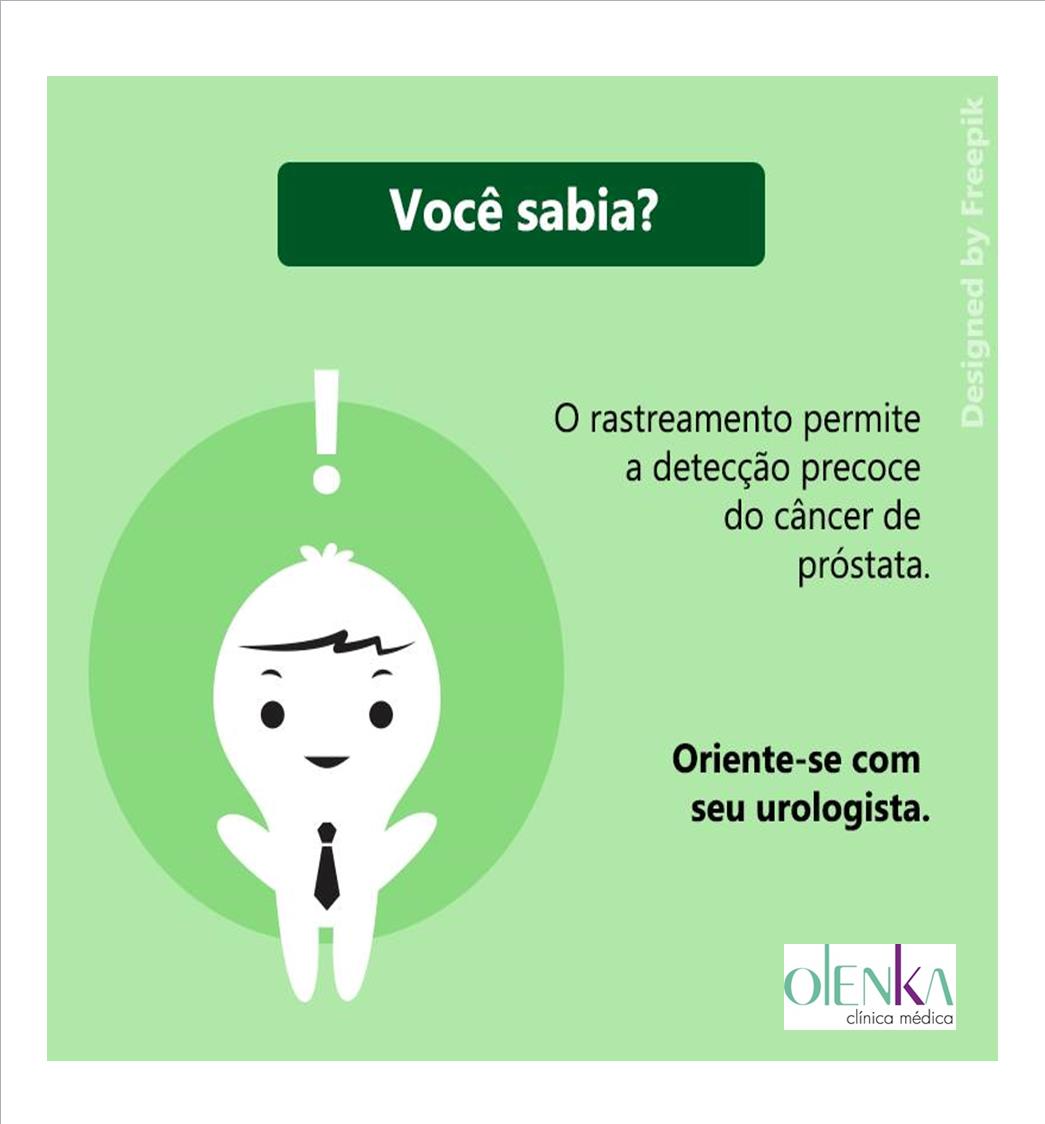 Você sabia?
Designed by Freepik
!
O rastreamento permite
a detecção precoce
do câncer de
próstata.
Oriente-se com
seu urologista.
olenka
clínica médica